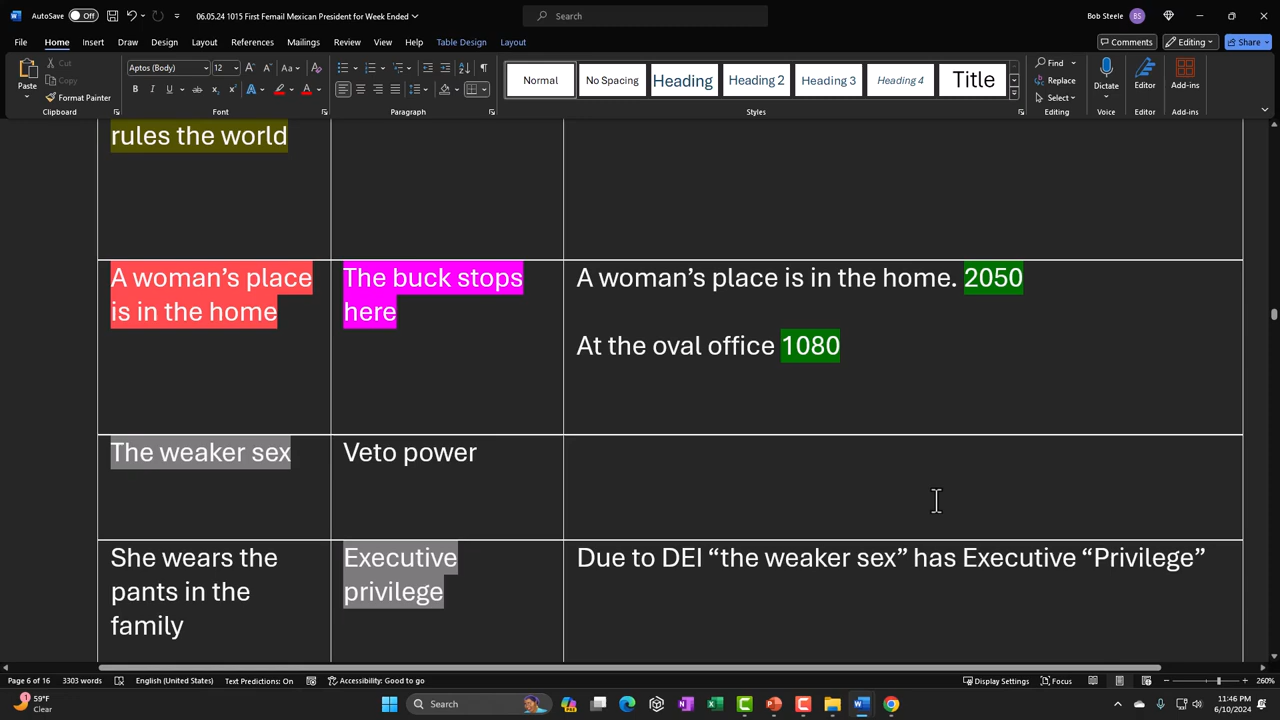 AutoSave Off 06.05.24 1015 First Femail Mexican President for Week Ended Search Bob Steele BS
File Home Insert Draw Design Layout References Mailings Review View Help Table Design Layout Comments Editing Share
Paste Cut Copy Format Painter Clipboard
Aptos (Body) 12 Font
Paragraph
Normal No Spacing Heading Heading 2 Heading 3 Heading 4 Title Styles
Find Replace Select Editing
Dictate Voice
Editor Editor
Add-ins Add-ins
rules the world
A woman’s place
is in the home
The buck stops
here
A woman’s place is in the home. 2050
At the oval office 1080
The weaker sex
Veto power
She wears the
pants in the
family
Executive
privilege
Due to DEI “the weaker sex” has Executive “Privilege”
Page 6 of 16 3303 words English (United States) Text Predictions: On Accessibility: Good to go Display Settings Focus 260%
59°F
Clear
Search
11:46 PM
6/10/2024